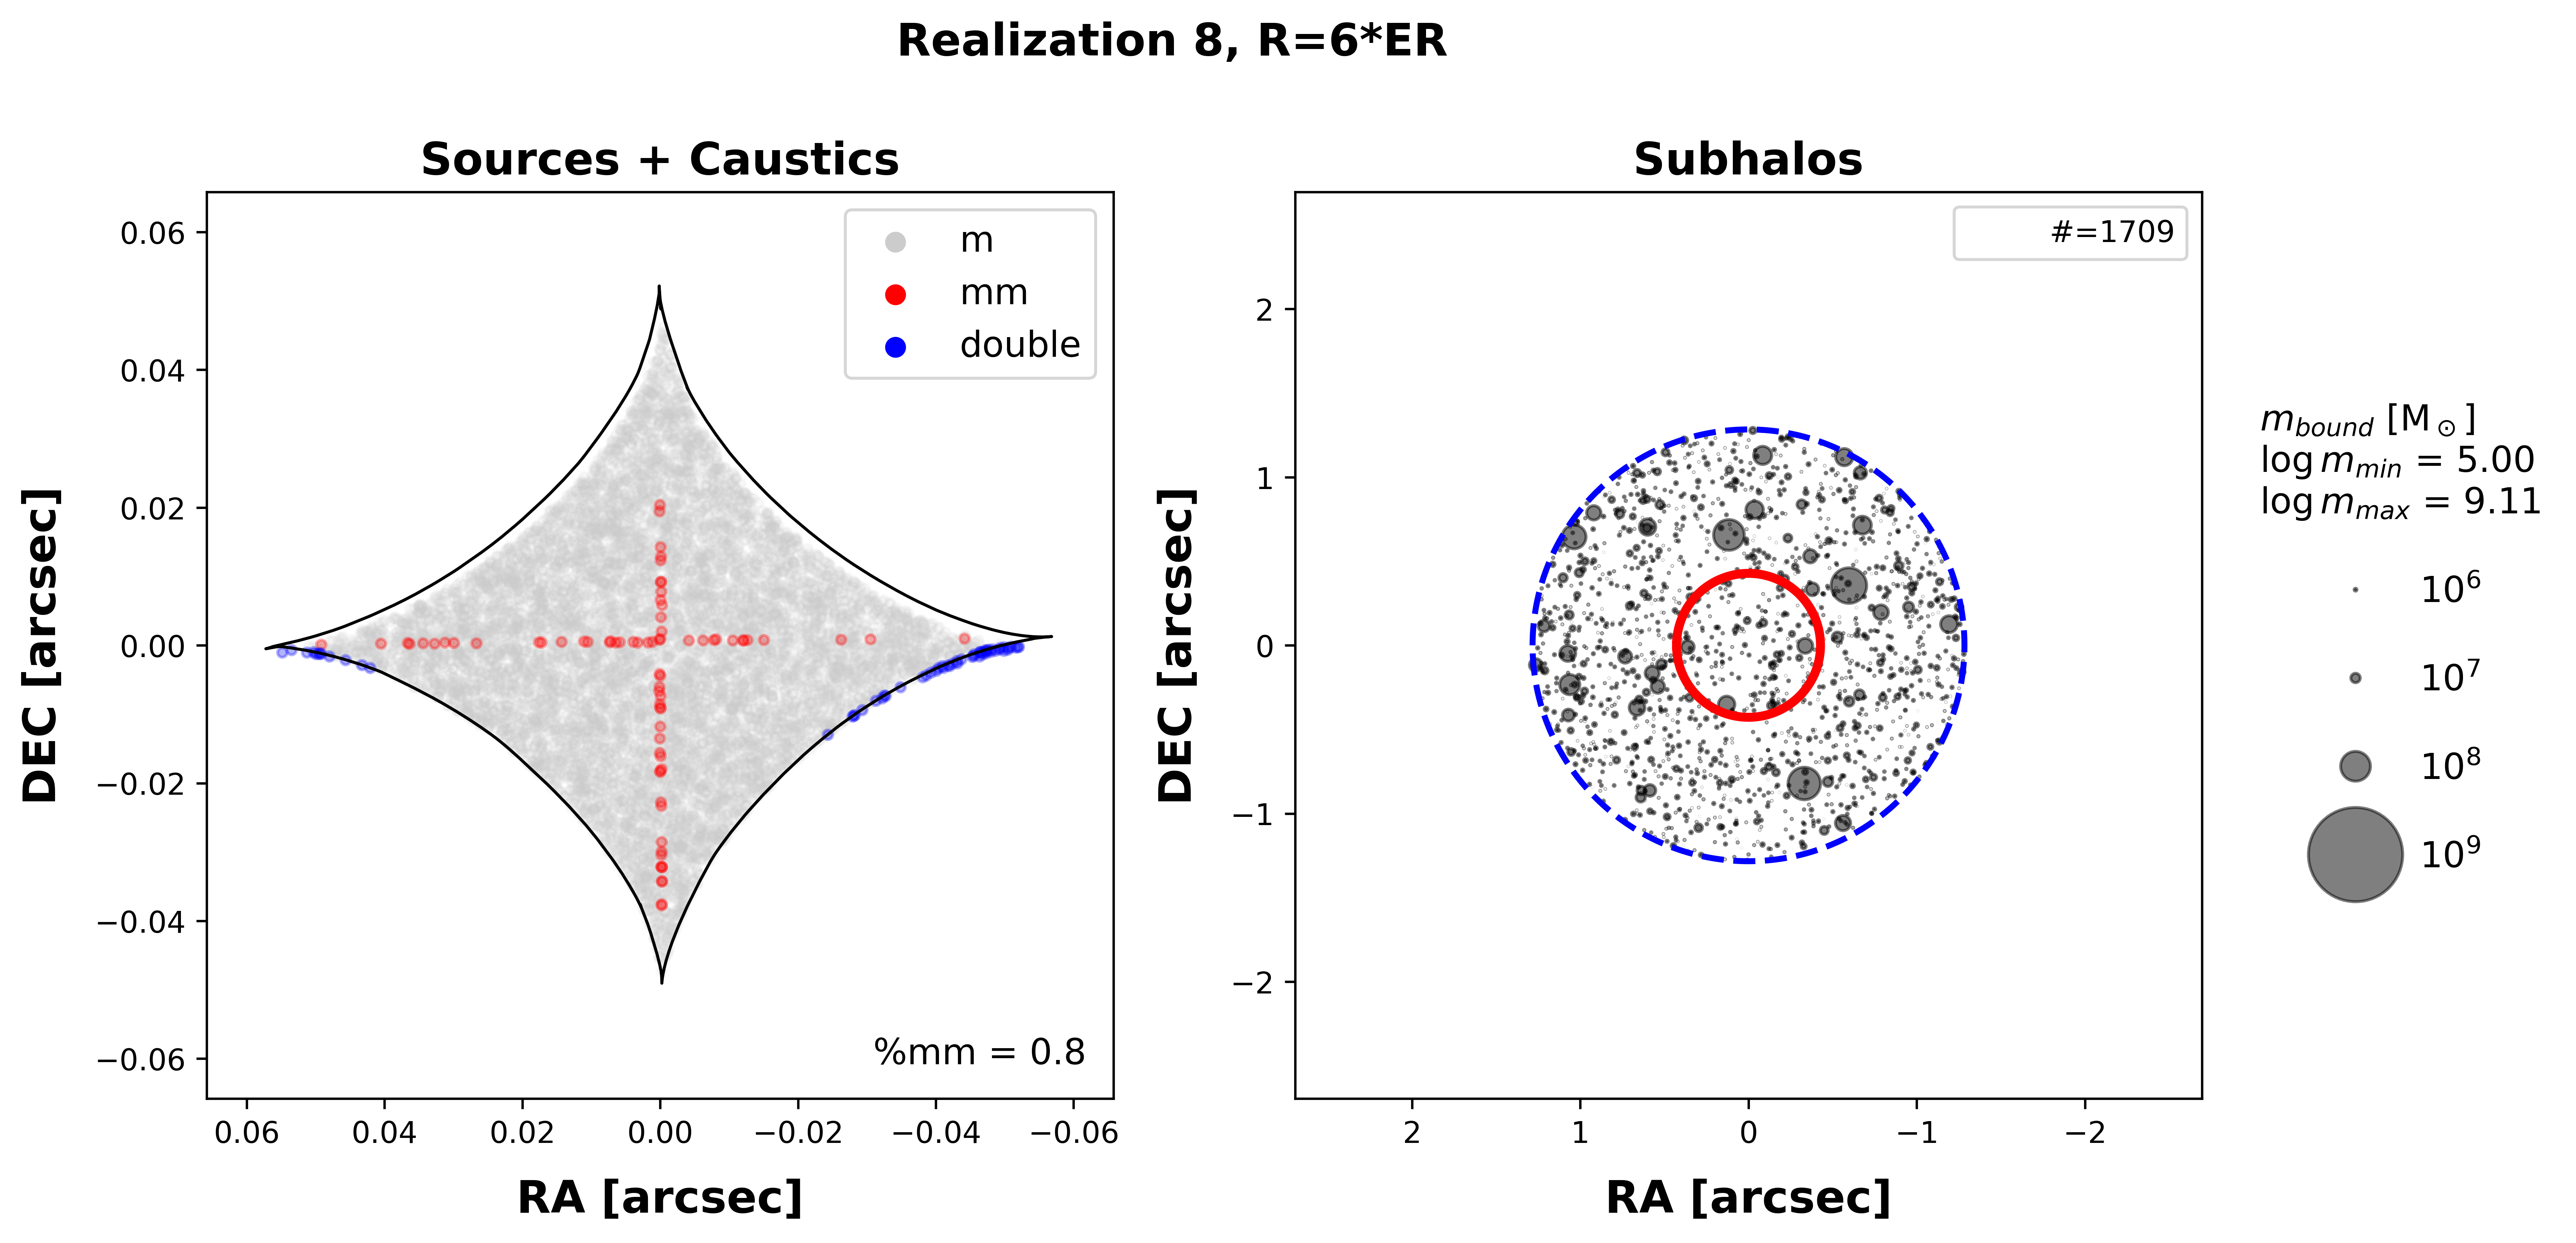 Realization 8, R=6*ER
Sources + Caustics
m
mm
double
%mm = 0.8
0.06
0.04
0.02
0.00
−0.02
−0.04
−0.06
0.06
0.04
0.02
0.00
−0.02
−0.04
−0.06
DEC [arcsec]
RA [arcsec]
Subhalos
#=1709
2
1
0
−1
−2
2
1
0
−1
−2
DEC [arcsec]
RA [arcsec]
m_bound [M_⊙]
log m_min = 5.00
log m_max = 9.11
10^6
10^7
10^8
10^9